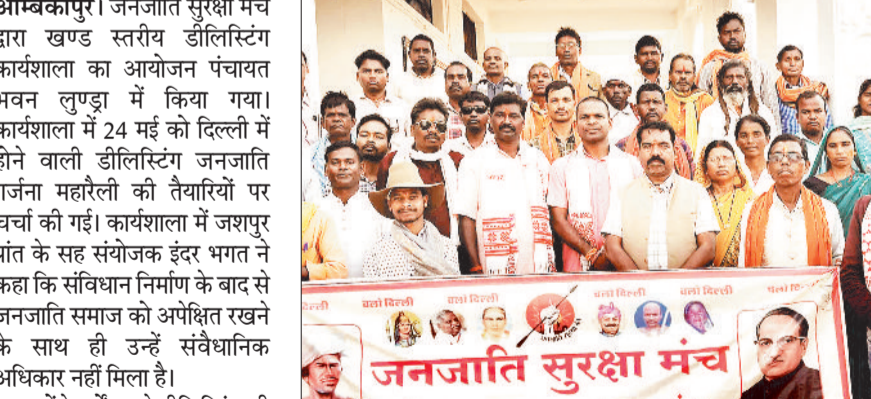 अम्बिकापुर। जनजाति सुरक्षा मंच
द्वारा खण्ड स्तरीय डीलिस्टिंग
कार्यशाला का आयोजन पंचायत
भवन लुण्ड्रा में किया गया।
कार्यशाला में 24 मई को दिल्ली में
होने वाली डीलिस्टिंग जनजाति
गर्जना महारैली की तैयारियों पर
चर्चा की गई। कार्यशाला में जशपुर
प्रांत के सह संयोजक इंदर भगत ने
कहा कि संविधान निर्माण के बाद से
जनजाति समाज को अपेक्षित रखने
के साथ ही उन्हें संवैधानिक
अधिकार नहीं मिला है।
चलो दिल्ली चलो दिल्ली चलो दिल्ली चलो दिल्ली
जनजाति सुरक्षा मंच